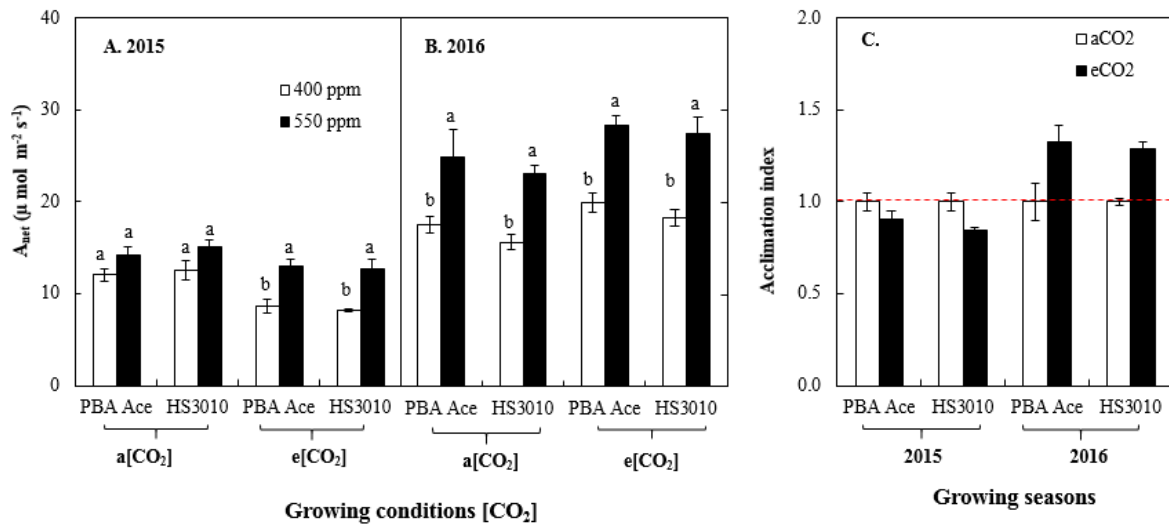 A. 2015
B. 2016
C.
400 ppm
550 ppm
aCO2
eCO2
A_net (µ mol m⁻² s⁻¹)
40
30
20
10
0
a a a a b a b a
b a b a b a b a
PBA Ace HS3010 PBA Ace HS3010 PBA Ace HS3010 PBA Ace HS3010
a[CO₂] e[CO₂] a[CO₂] e[CO₂]
Growing conditions [CO₂]
Acclimation index
2.0
1.5
1.0
0.5
0.0
PBA Ace HS3010 PBA Ace HS3010
2015 2016
Growing seasons